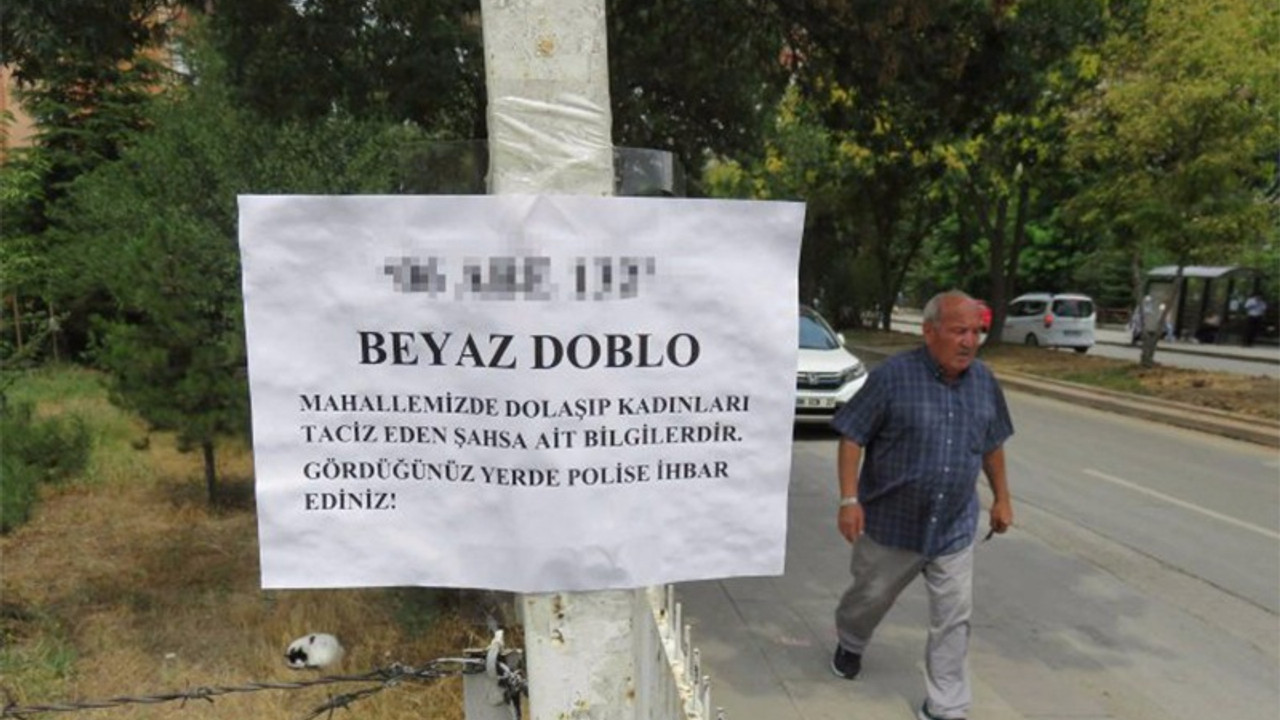 BEYAZ DOBLO
MAHALLEMİZDE DOLAŞIP KADINLARI
TACİZ EDEN ŞAHSA AİT BİLGİLERDİR.
GÖRDÜĞÜNÜZ YERDE POLİSE İHBAR
EDİNİZ!